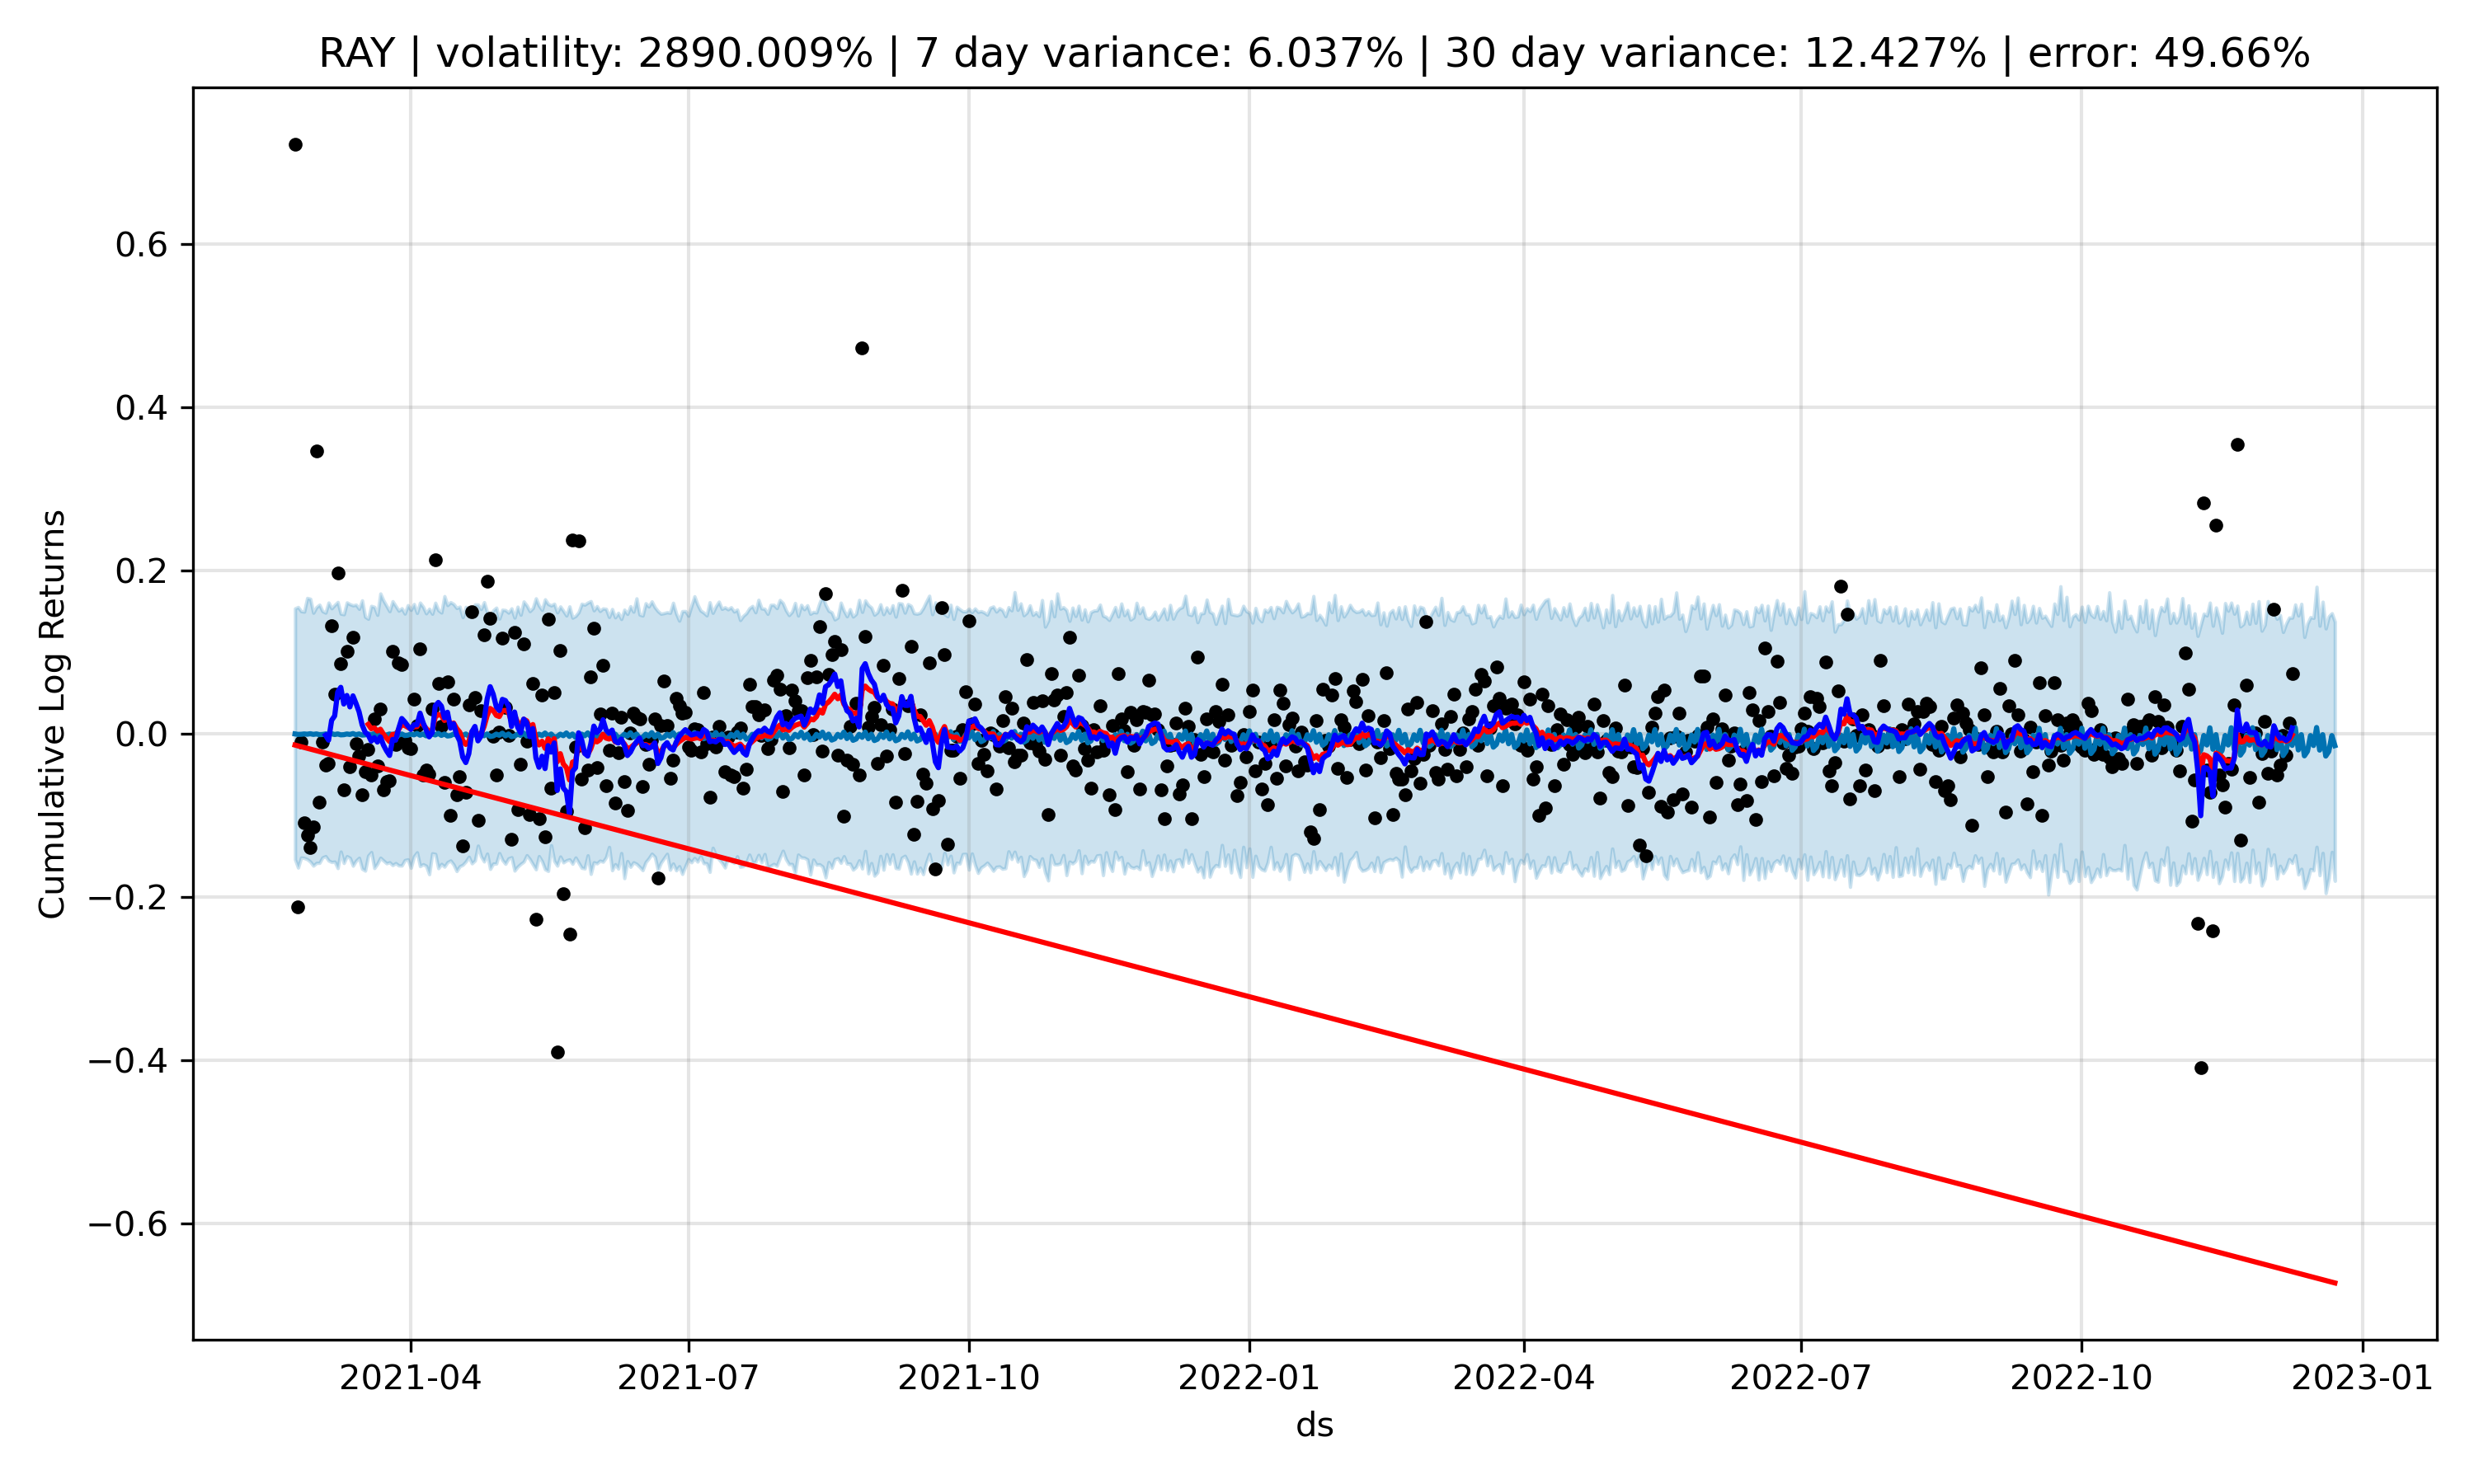 RAY | volatility: 2890.009% | 7 day variance: 6.037% | 30 day variance: 12.427% | error: 49.66%
Cumulative Log Returns
0.6
0.4
0.2
0.0
−0.2
−0.4
−0.6
2021-04 2021-07 2021-10 2022-01 2022-04 2022-07 2022-10 2023-01
ds